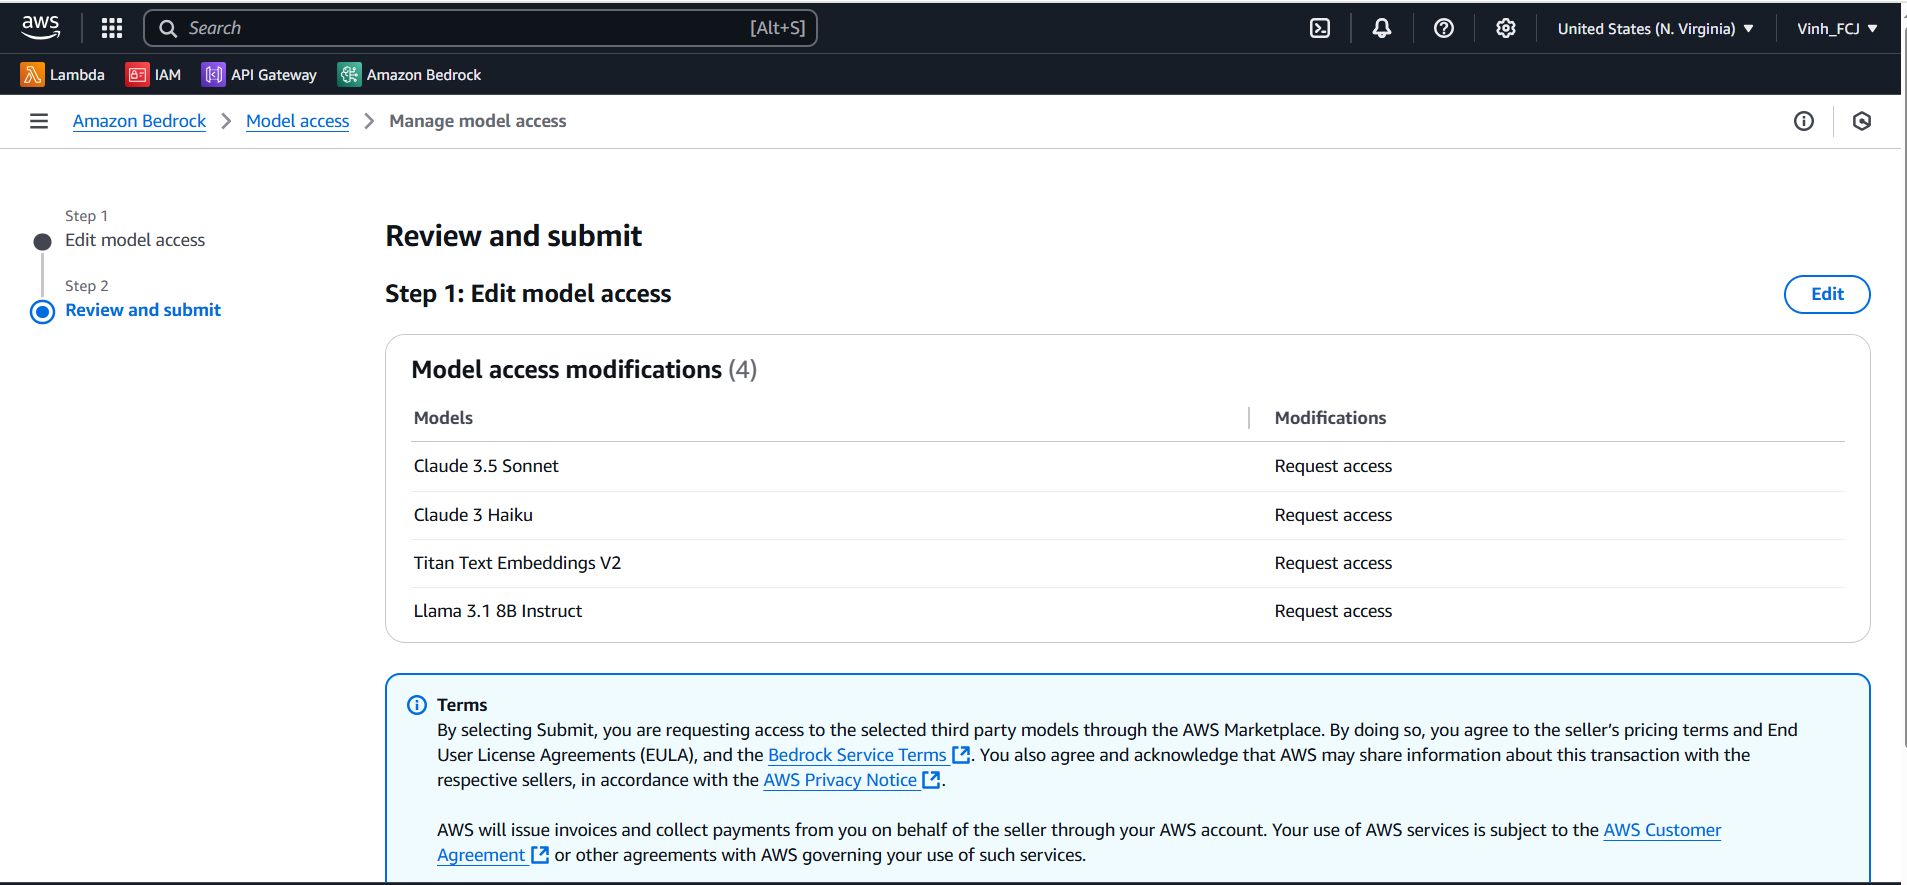 aws
Search [Alt+S]
United States (N. Virginia)
Vinh_FCJ
Lambda
IAM
API Gateway
Amazon Bedrock
Amazon Bedrock
Model access
Manage model access
Step 1
Edit model access
Step 2
Review and submit
Review and submit
Step 1: Edit model access
Edit
Model access modifications (4)
Models Modifications
Claude 3.5 Sonnet Request access
Claude 3 Haiku Request access
Titan Text Embeddings V2 Request access
Llama 3.1 8B Instruct Request access
Terms
By selecting Submit, you are requesting access to the selected third party models through the AWS Marketplace. By doing so, you agree to the seller’s pricing terms and End
User License Agreements (EULA), and the Bedrock Service Terms. You also agree and acknowledge that AWS may share information about this transaction with the
respective sellers, in accordance with the AWS Privacy Notice.
AWS will issue invoices and collect payments from you on behalf of the seller through your AWS account. Your use of AWS services is subject to the AWS Customer
Agreement or other agreements with AWS governing your use of such services.